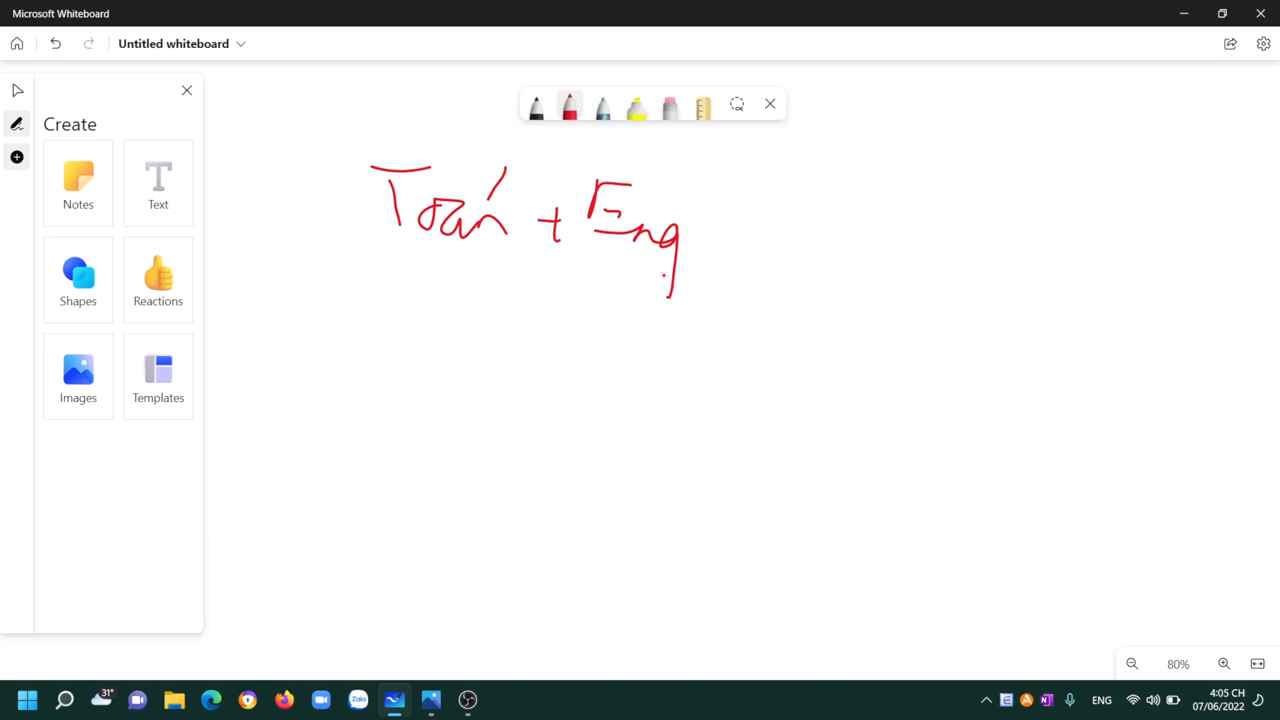 Microsoft Whiteboard
Untitled whiteboard
Create
Notes
Text
Shapes
Reactions
Images
Templates
Toán + Eng
80%
31°
Zalo
ENG
4:05 CH
07/06/2022